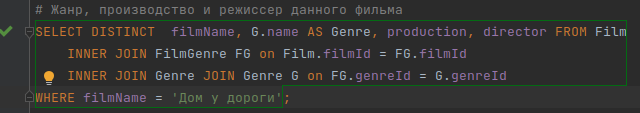 # Жанр, производство и режиссер данного фильма
SELECT DISTINCT filmName, G.name AS Genre, production, director FROM Film
INNER JOIN FilmGenre FG on Film.filmId = FG.filmId
INNER JOIN Genre JOIN Genre G on FG.genreId = G.genreId
WHERE filmName = 'Дом у дороги';